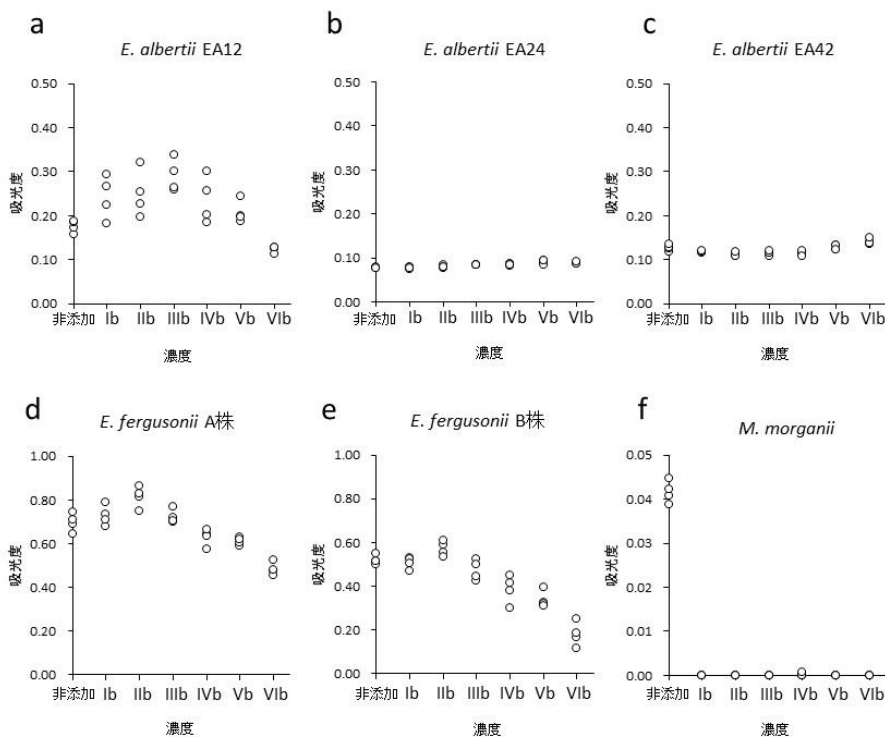 a
E. albertii EA12
0.50
0.40
0.30
0.20
0.10
0.00
吸光度
非添加 Ib IIb IIIb IVb Vb VIb
濃度
b
E. albertii EA24
0.50
0.40
0.30
0.20
0.10
0.00
吸光度
非添加 Ib IIb IIIb IVb Vb VIb
濃度
c
E. albertii EA42
0.50
0.40
0.30
0.20
0.10
0.00
吸光度
非添加 Ib IIb IIIb IVb Vb VIb
濃度
d
E. fergusonii A株
1.00
0.80
0.60
0.40
0.20
0.00
吸光度
非添加 Ib IIb IIIb IVb Vb VIb
濃度
e
E. fergusonii B株
1.00
0.80
0.60
0.40
0.20
0.00
吸光度
非添加 Ib IIb IIIb IVb Vb VIb
濃度
f
M. morganii
0.05
0.04
0.03
0.02
0.01
0.00
吸光度
非添加 Ib IIb IIIb IVb Vb VIb
濃度